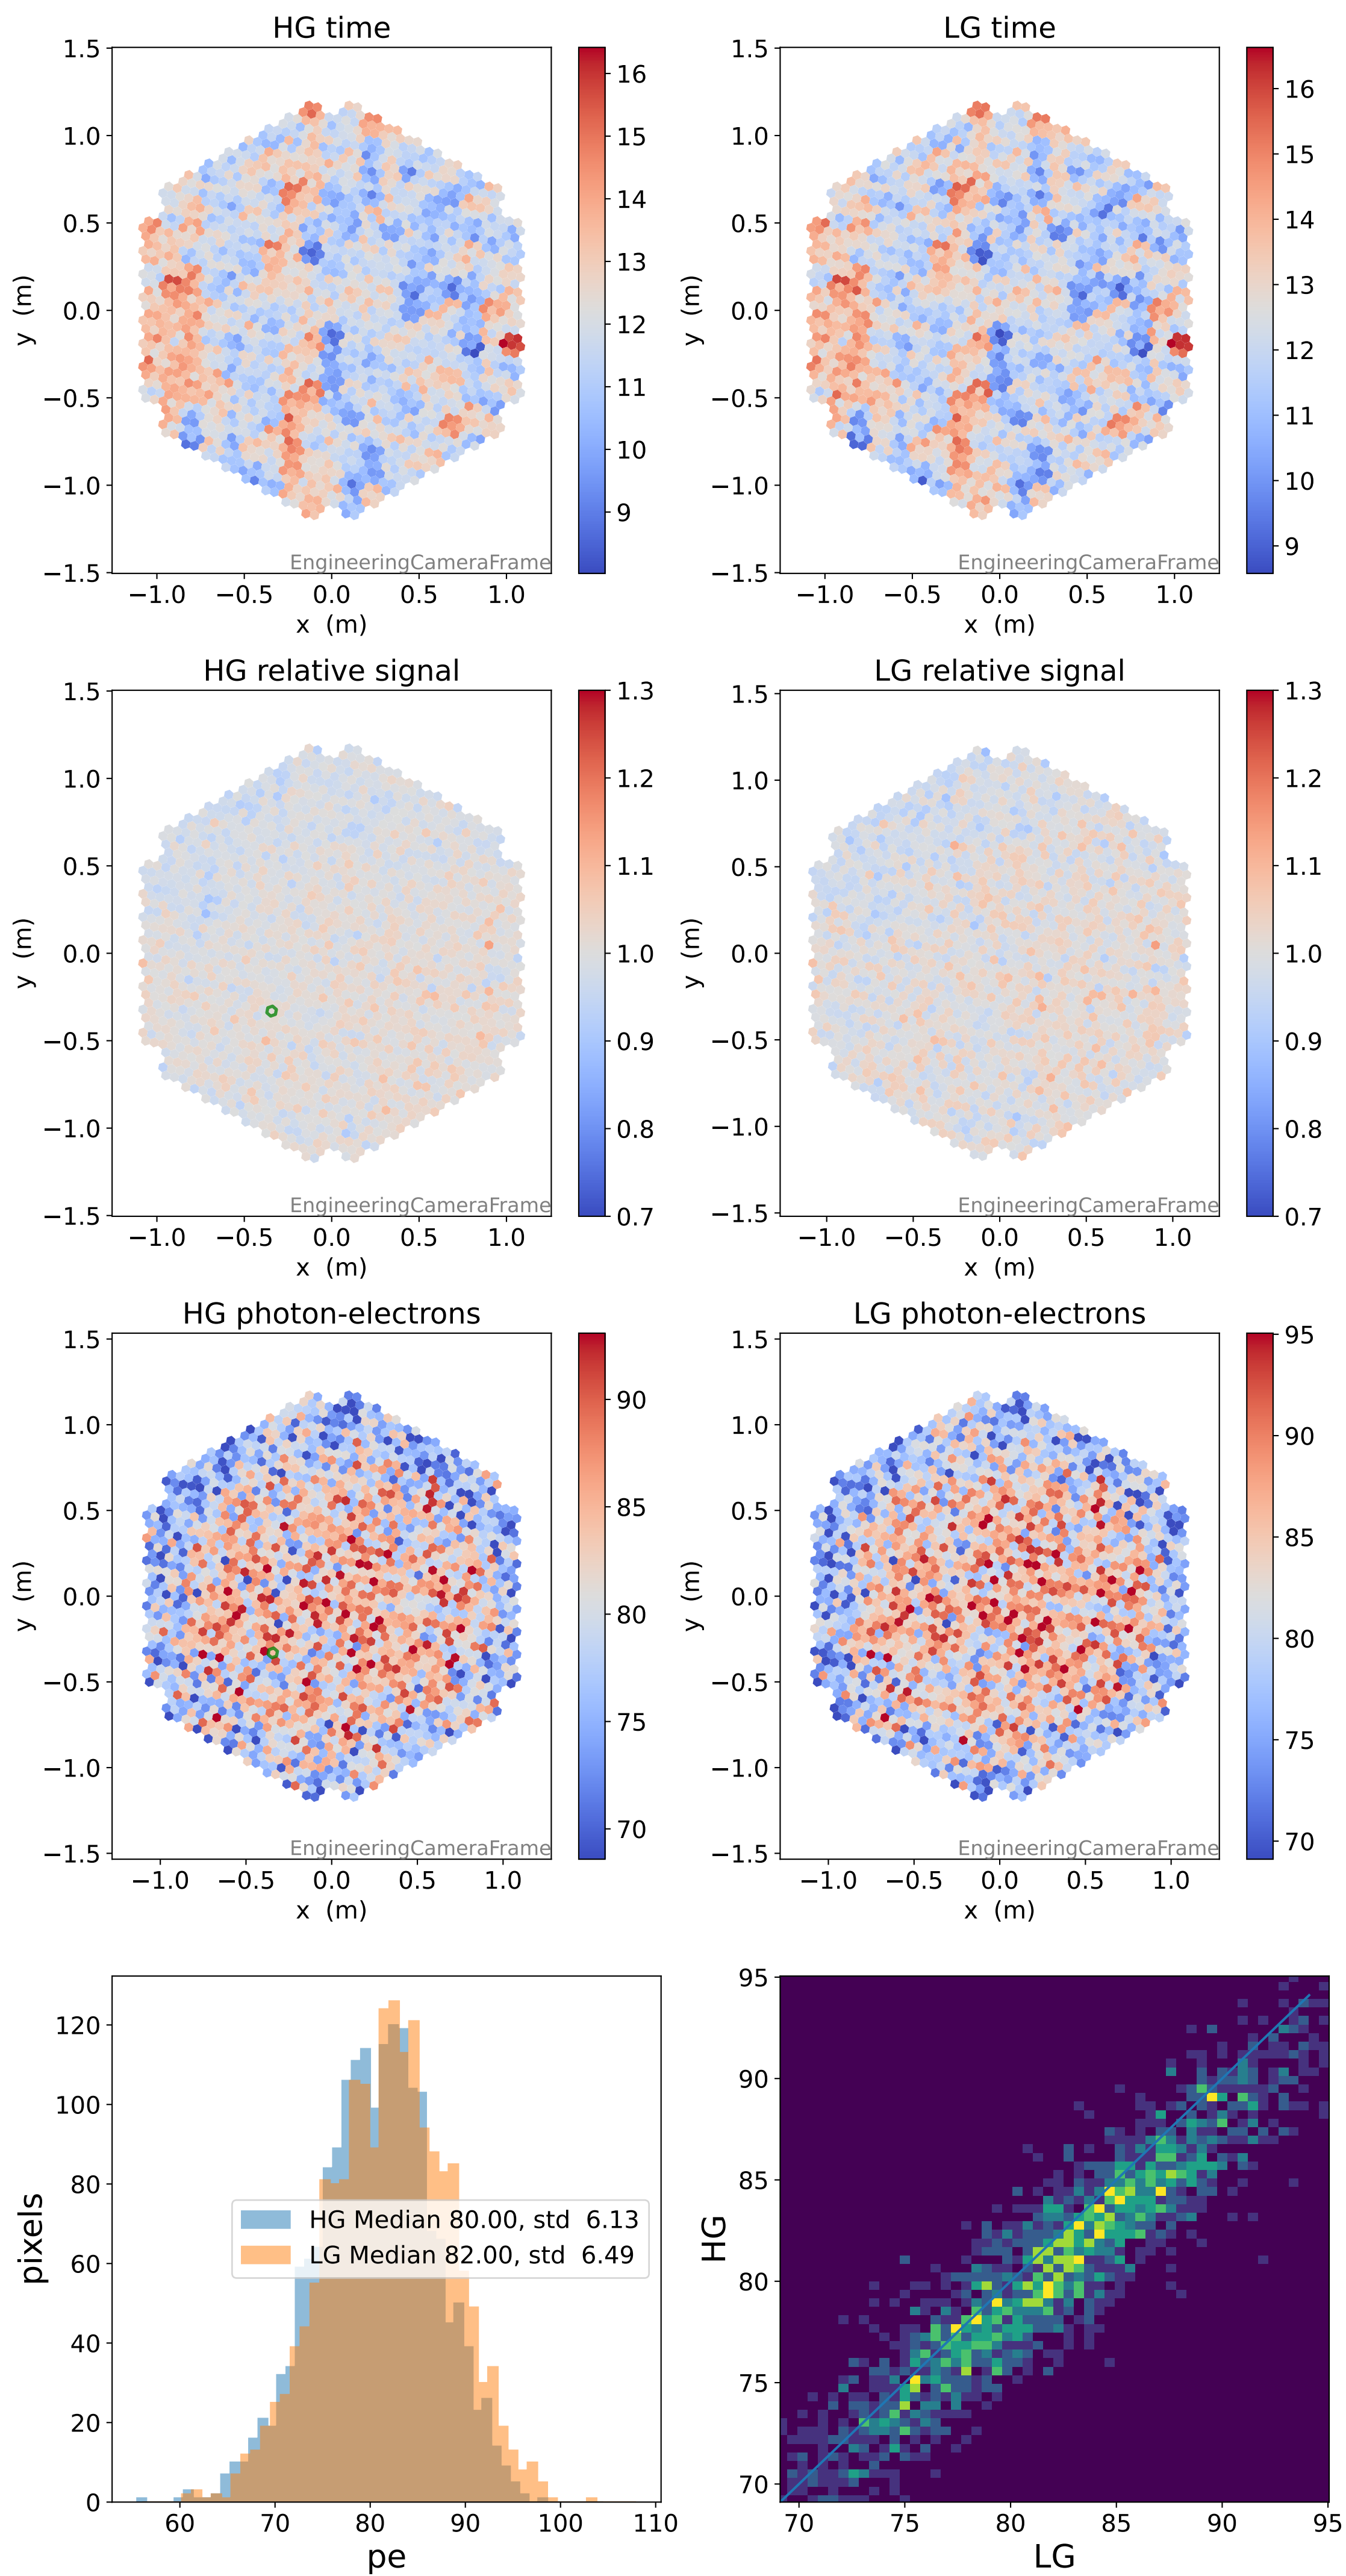 HG time
LG time
1.5
1.0
0.5
0.0
−0.5
−1.0
−1.5
y (m)
−1.0 −0.5 0.0 0.5 1.0
x (m)
EngineeringCameraFrame
16
15
14
13
12
11
10
9
1.5
1.0
0.5
0.0
−0.5
−1.0
−1.5
y (m)
−1.0 −0.5 0.0 0.5 1.0
x (m)
EngineeringCameraFrame
16
15
14
13
12
11
10
9
HG relative signal
LG relative signal
1.5
1.0
0.5
0.0
−0.5
−1.0
−1.5
y (m)
−1.0 −0.5 0.0 0.5 1.0
x (m)
EngineeringCameraFrame
1.3
1.2
1.1
1.0
0.9
0.8
0.7
1.5
1.0
0.5
0.0
−0.5
−1.0
−1.5
y (m)
−1.0 −0.5 0.0 0.5 1.0
x (m)
EngineeringCameraFrame
1.3
1.2
1.1
1.0
0.9
0.8
0.7
HG photon-electrons
LG photon-electrons
1.5
1.0
0.5
0.0
−0.5
−1.0
−1.5
y (m)
−1.0 −0.5 0.0 0.5 1.0
x (m)
EngineeringCameraFrame
90
85
80
75
70
1.5
1.0
0.5
0.0
−0.5
−1.0
−1.5
y (m)
−1.0 −0.5 0.0 0.5 1.0
x (m)
EngineeringCameraFrame
95
90
85
80
75
70
120
100
80
60
40
20
0
pixels
60 70 80 90 100 110
pe
HG Median 80.00, std 6.13
LG Median 82.00, std 6.49
95
90
85
80
75
70
HG
70 75 80 85 90 95
LG